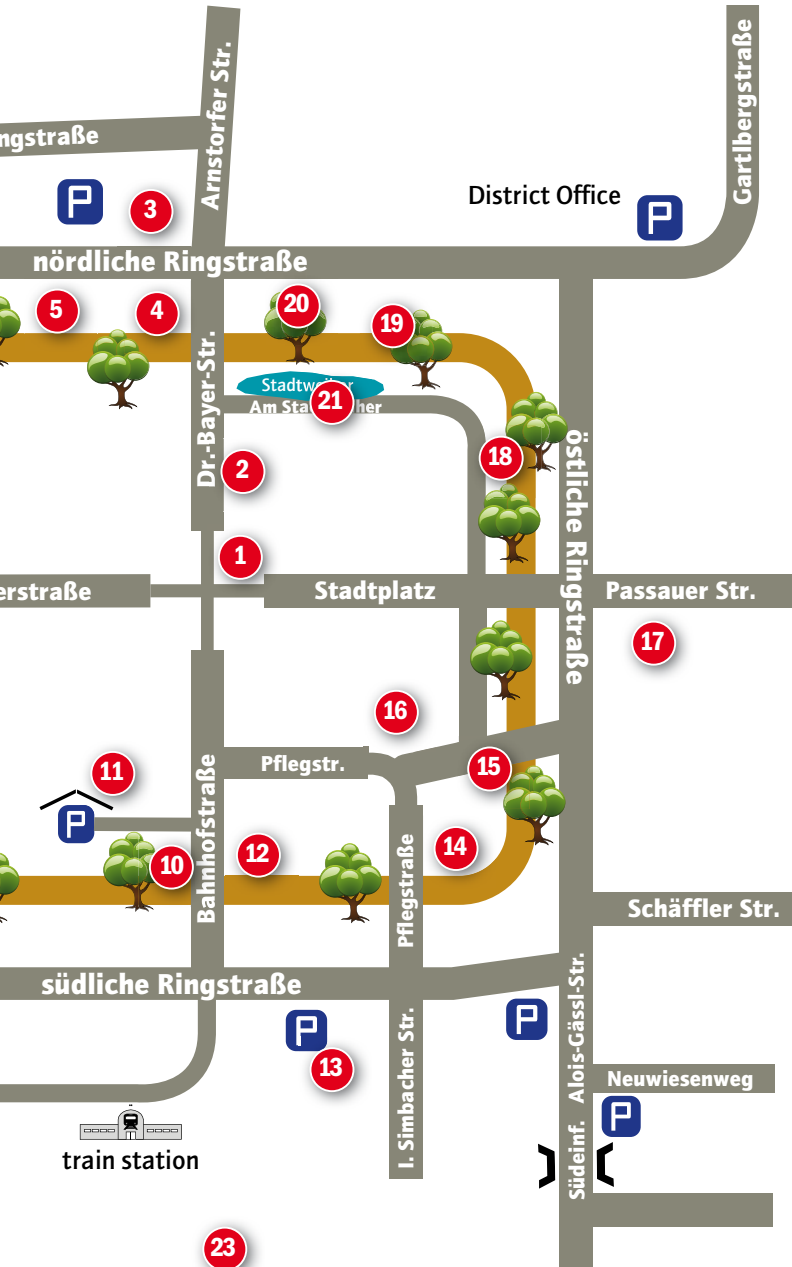 Arnstorfer Str.
Gartlbergstraße
ngstraße
P
3
District Office
P
nördliche Ringstraße
5
4
20
19
Dr.-Bayer-Str.
21
18
östliche Ringstraße
2
1
erstraße
Stadtplatz
Passauer Str.
17
16
Pflegstr.
15
11
P
Bahnhofstraße
10
12
14
Pflegstraße
Schäffler Str.
südliche Ringstraße
P
13
P
Alois-Gässl-Str.
I. Simbacher Str.
Neuwiesenweg
P
Südeinf.
train station
23